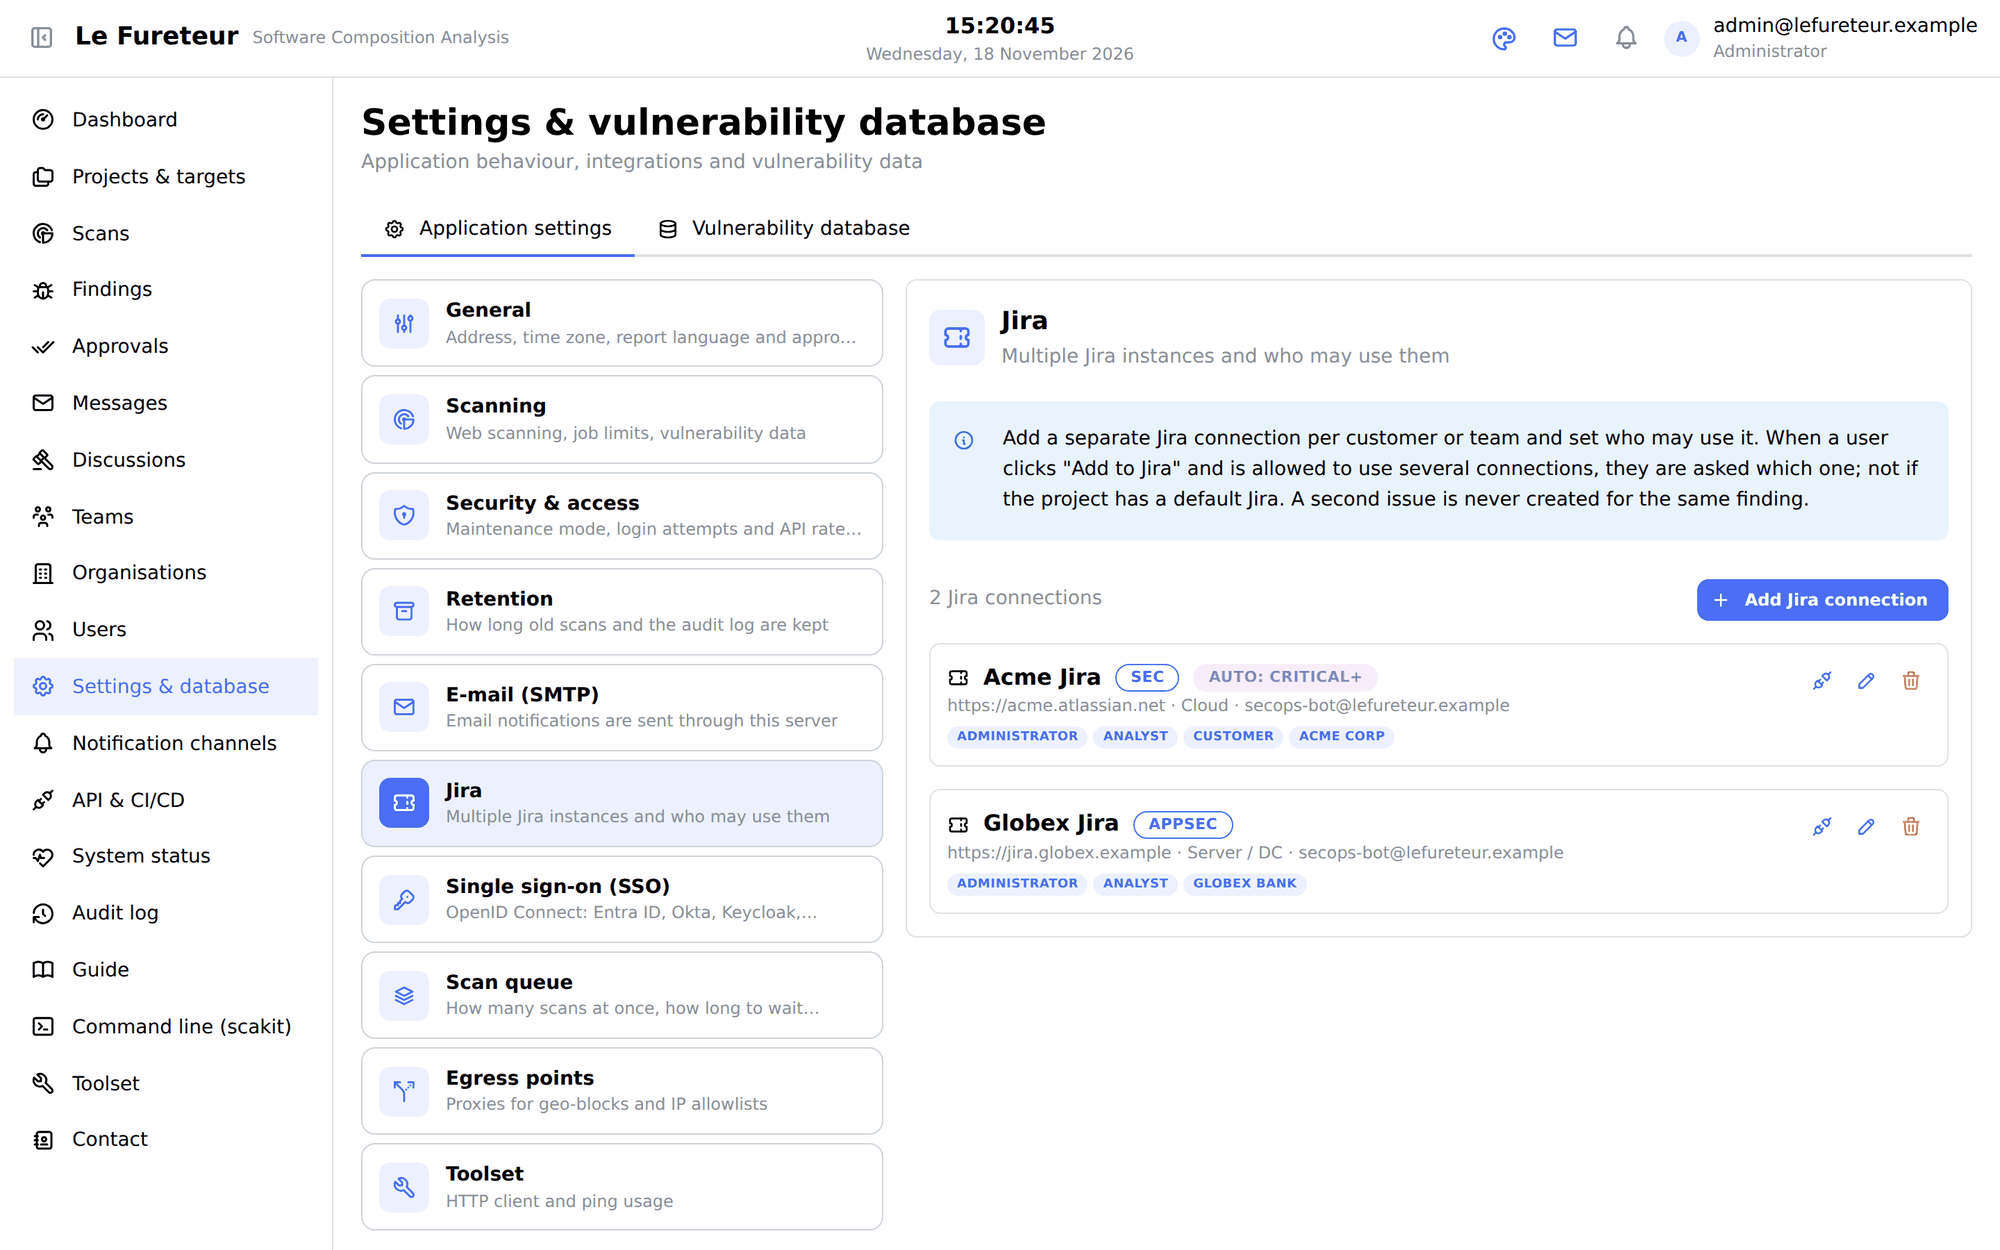 Le Fureteur Software Composition Analysis
15:20:45
Wednesday, 18 November 2026
A
admin@lefureteur.example
Administrator
Dashboard
Projects & targets
Scans
Findings
Approvals
Messages
Discussions
Teams
Organisations
Users
Settings & database
Notification channels
API & CI/CD
System status
Audit log
Guide
Command line (scakit)
Toolset
Contact
Settings & vulnerability database
Application behaviour, integrations and vulnerability data
Application settings
Vulnerability database
General
Address, time zone, report language and appro...
Scanning
Web scanning, job limits, vulnerability data
Security & access
Maintenance mode, login attempts and API rate...
Retention
How long old scans and the audit log are kept
E-mail (SMTP)
Email notifications are sent through this server
Jira
Multiple Jira instances and who may use them
Single sign-on (SSO)
OpenID Connect: Entra ID, Okta, Keycloak,...
Scan queue
How many scans at once, how long to wait...
Egress points
Proxies for geo-blocks and IP allowlists
Toolset
HTTP client and ping usage
Jira
Multiple Jira instances and who may use them
Add a separate Jira connection per customer or team and set who may use it. When a user
clicks "Add to Jira" and is allowed to use several connections, they are asked which one; not if
the project has a default Jira. A second issue is never created for the same finding.
2 Jira connections
Add Jira connection
Acme Jira SEC AUTO: CRITICAL+
https://acme.atlassian.net · Cloud · secops-bot@lefureteur.example
ADMINISTRATOR ANALYST CUSTOMER ACME CORP
Globex Jira APPSEC
https://jira.globex.example · Server / DC · secops-bot@lefureteur.example
ADMINISTRATOR ANALYST GLOBEX BANK